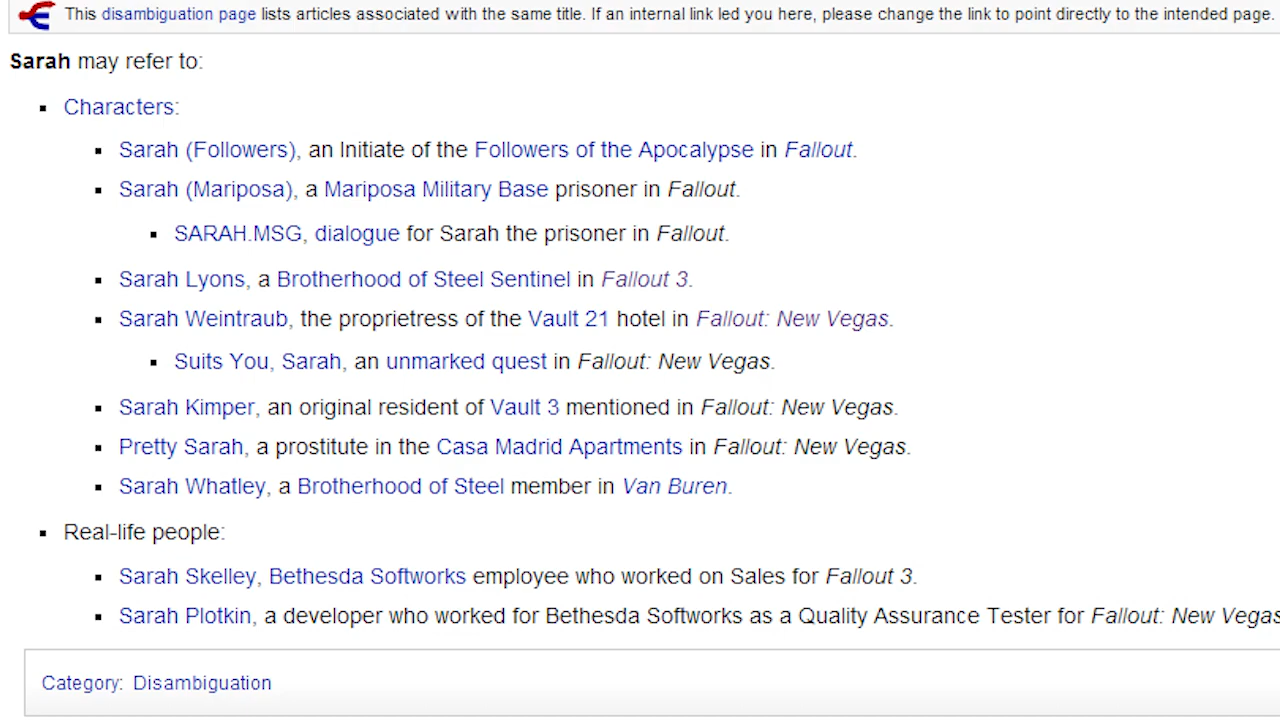 This disambiguation page lists articles associated with the same title. If an internal link led you here, please change the link to point directly to the intended page.
Sarah may refer to:
Characters:
Sarah (Followers), an Initiate of the Followers of the Apocalypse in Fallout.
Sarah (Mariposa), a Mariposa Military Base prisoner in Fallout.
SARAH.MSG, dialogue for Sarah the prisoner in Fallout.
Sarah Lyons, a Brotherhood of Steel Sentinel in Fallout 3.
Sarah Weintraub, the proprietress of the Vault 21 hotel in Fallout: New Vegas.
Suits You, Sarah, an unmarked quest in Fallout: New Vegas.
Sarah Kimper, an original resident of Vault 3 mentioned in Fallout: New Vegas.
Pretty Sarah, a prostitute in the Casa Madrid Apartments in Fallout: New Vegas.
Sarah Whatley, a Brotherhood of Steel member in Van Buren.
Real-life people:
Sarah Skelley, Bethesda Softworks employee who worked on Sales for Fallout 3.
Sarah Plotkin, a developer who worked for Bethesda Softworks as a Quality Assurance Tester for Fallout: New Vegas
Category: Disambiguation